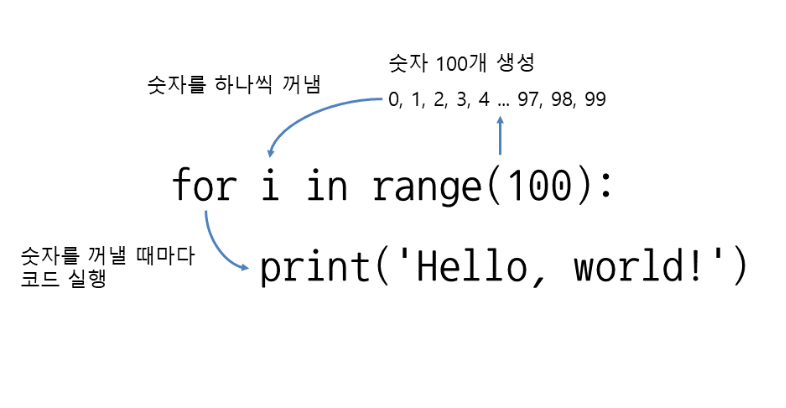 숫자 100개 생성
숫자를 하나씩 꺼냄
0, 1, 2, 3, 4 ... 97, 98, 99
for i in range(100):
숫자를 꺼낼 때마다
코드 실행
print('Hello, world!')